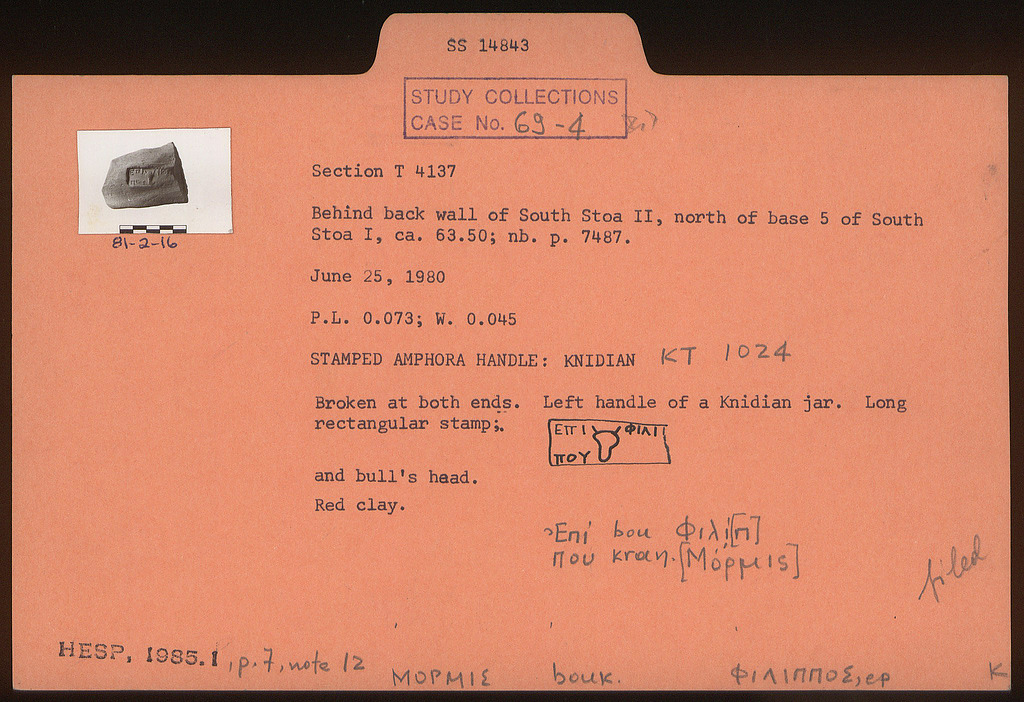 SS 14843
STUDY COLLECTIONS
CASE No. 69-4
81-2-16
Section T 4137
Behind back wall of South Stoa II, north of base 5 of South
Stoa I, ca. 63.50; nb. p. 7487.
June 25, 1980
P.L. 0.073; W. 0.045
STAMPED AMPHORA HANDLE: KNIDIAN KT 1024
Broken at both ends. Left handle of a Knidian jar. Long
rectangular stamp;.
ΕΠΙ ΦΙΛΙ
ΠΟΥ
and bull's head.
Red clay.
Ἐπί bou Φιλί[π]
που kran. [Μόρμις]
filed
HESP, 1985.1, p. 7, note 12
ΜΟΡΜΙΣ bouk. ΦΙΛΙΠΠΟΣ, ep K